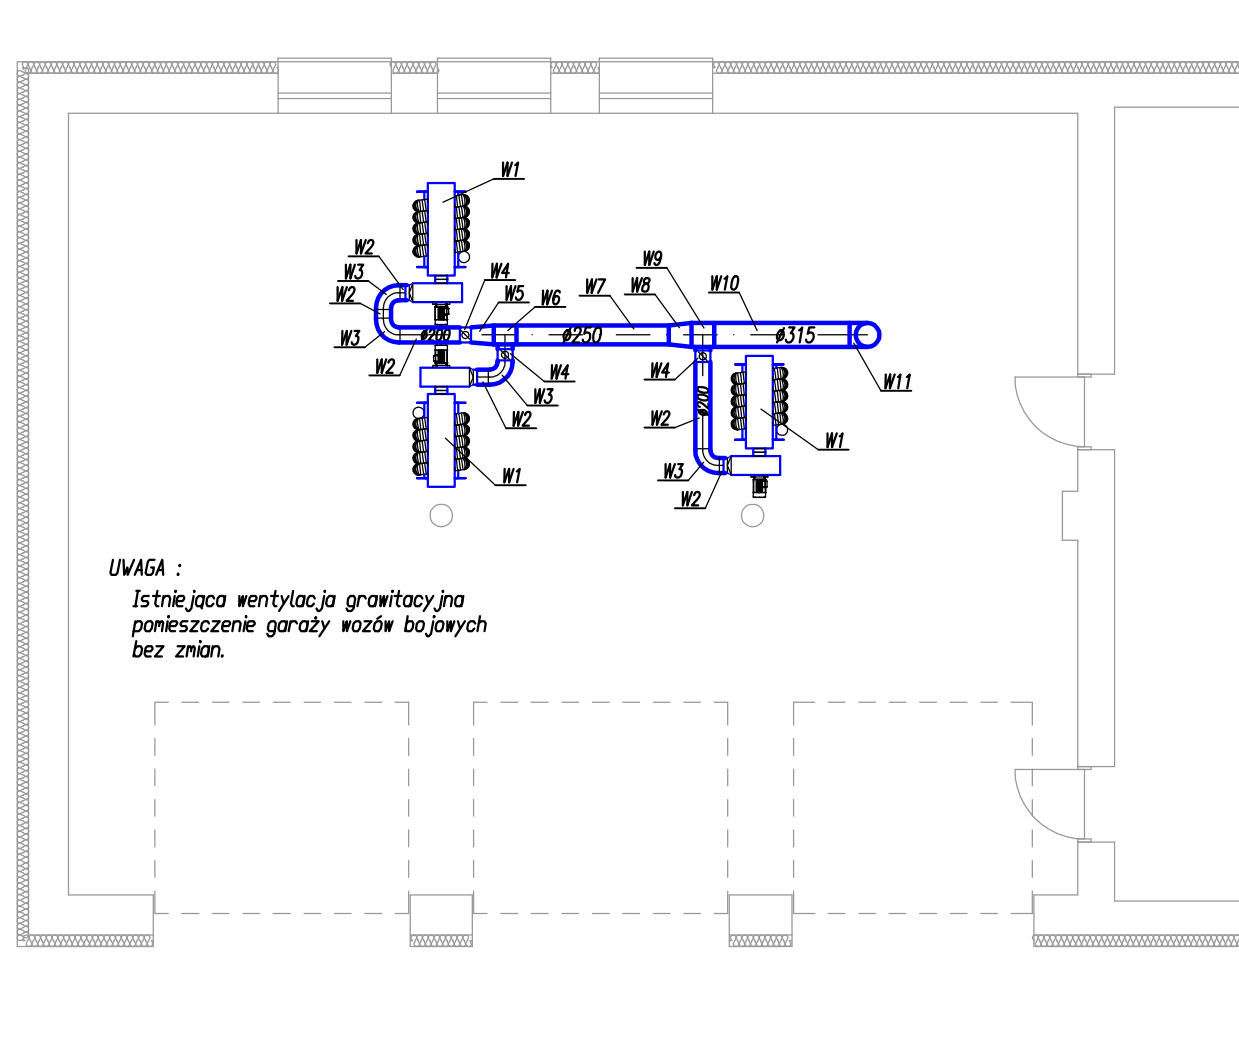 W1
W2
W3
W4
W2
W5
W6
W7
W8
W9
W10
W3
ø200
ø250
ø315
W2
W4
W4
W3
W2
W11
ø200
W2
W1
W1
W3
W2
UWAGA :
Istniejąca wentylacja grawitacyjna
pomieszczenie garaży wozów bojowych
bez zmian.